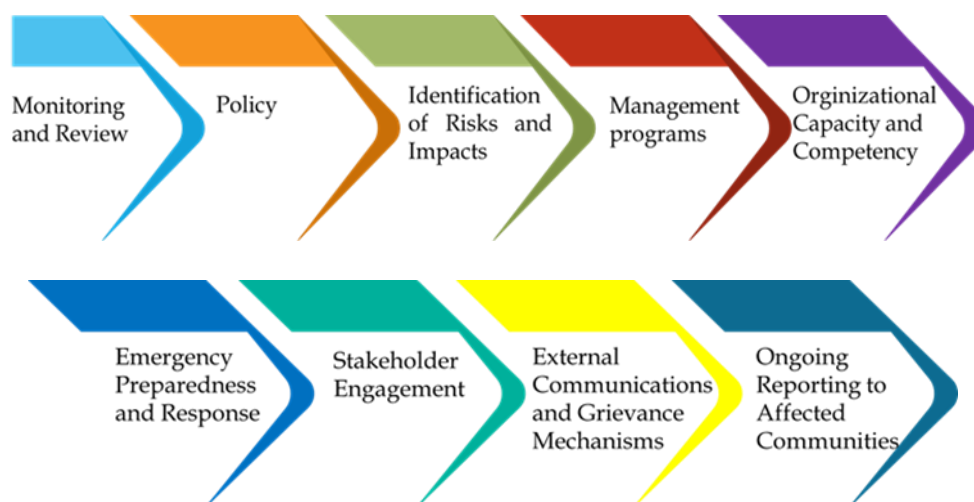 Monitoring
and Review
Policy
Identification
of Risks and
Impacts
Management
programs
Orginizational
Capacity and
Competency
Emergency
Preparedness
and Response
Stakeholder
Engagement
External
Communications
and Grievance
Mechanisms
Ongoing
Reporting to
Affected
Communities